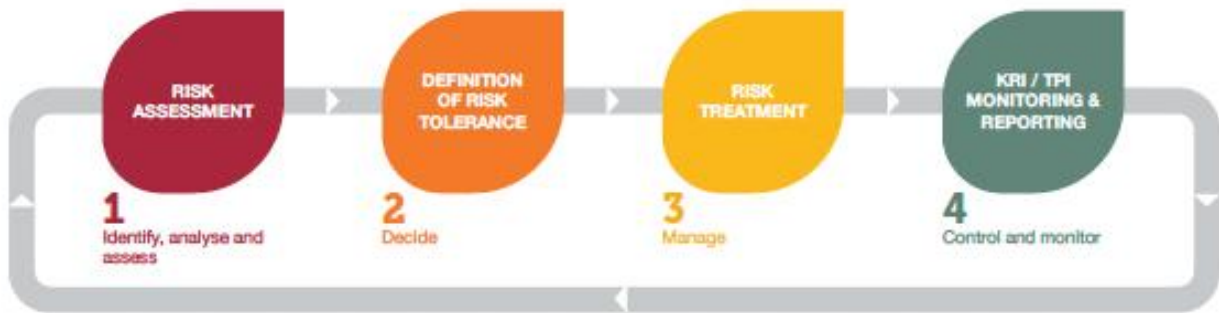 RISK
ASSESSMENT
DEFINITION
OF RISK
TOLERANCE
RISK
TREATMENT
KRI / TPI
MONITORING &
REPORTING
1
Identify, analyse and
assess
2
Decide
3
Manage
4
Control and monitor